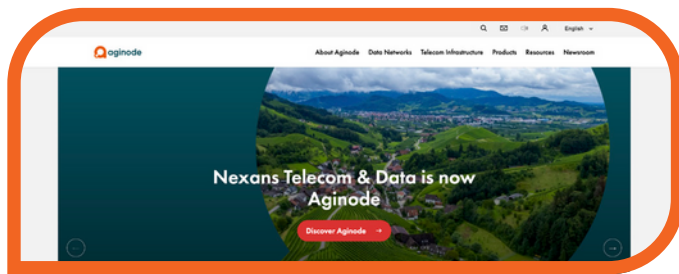 English
aginode
About Aginode Data Networks Telecom Infrastructure Products Resources Newsroom
Nexans Telecom & Data is now
Aginode
Discover Aginode →